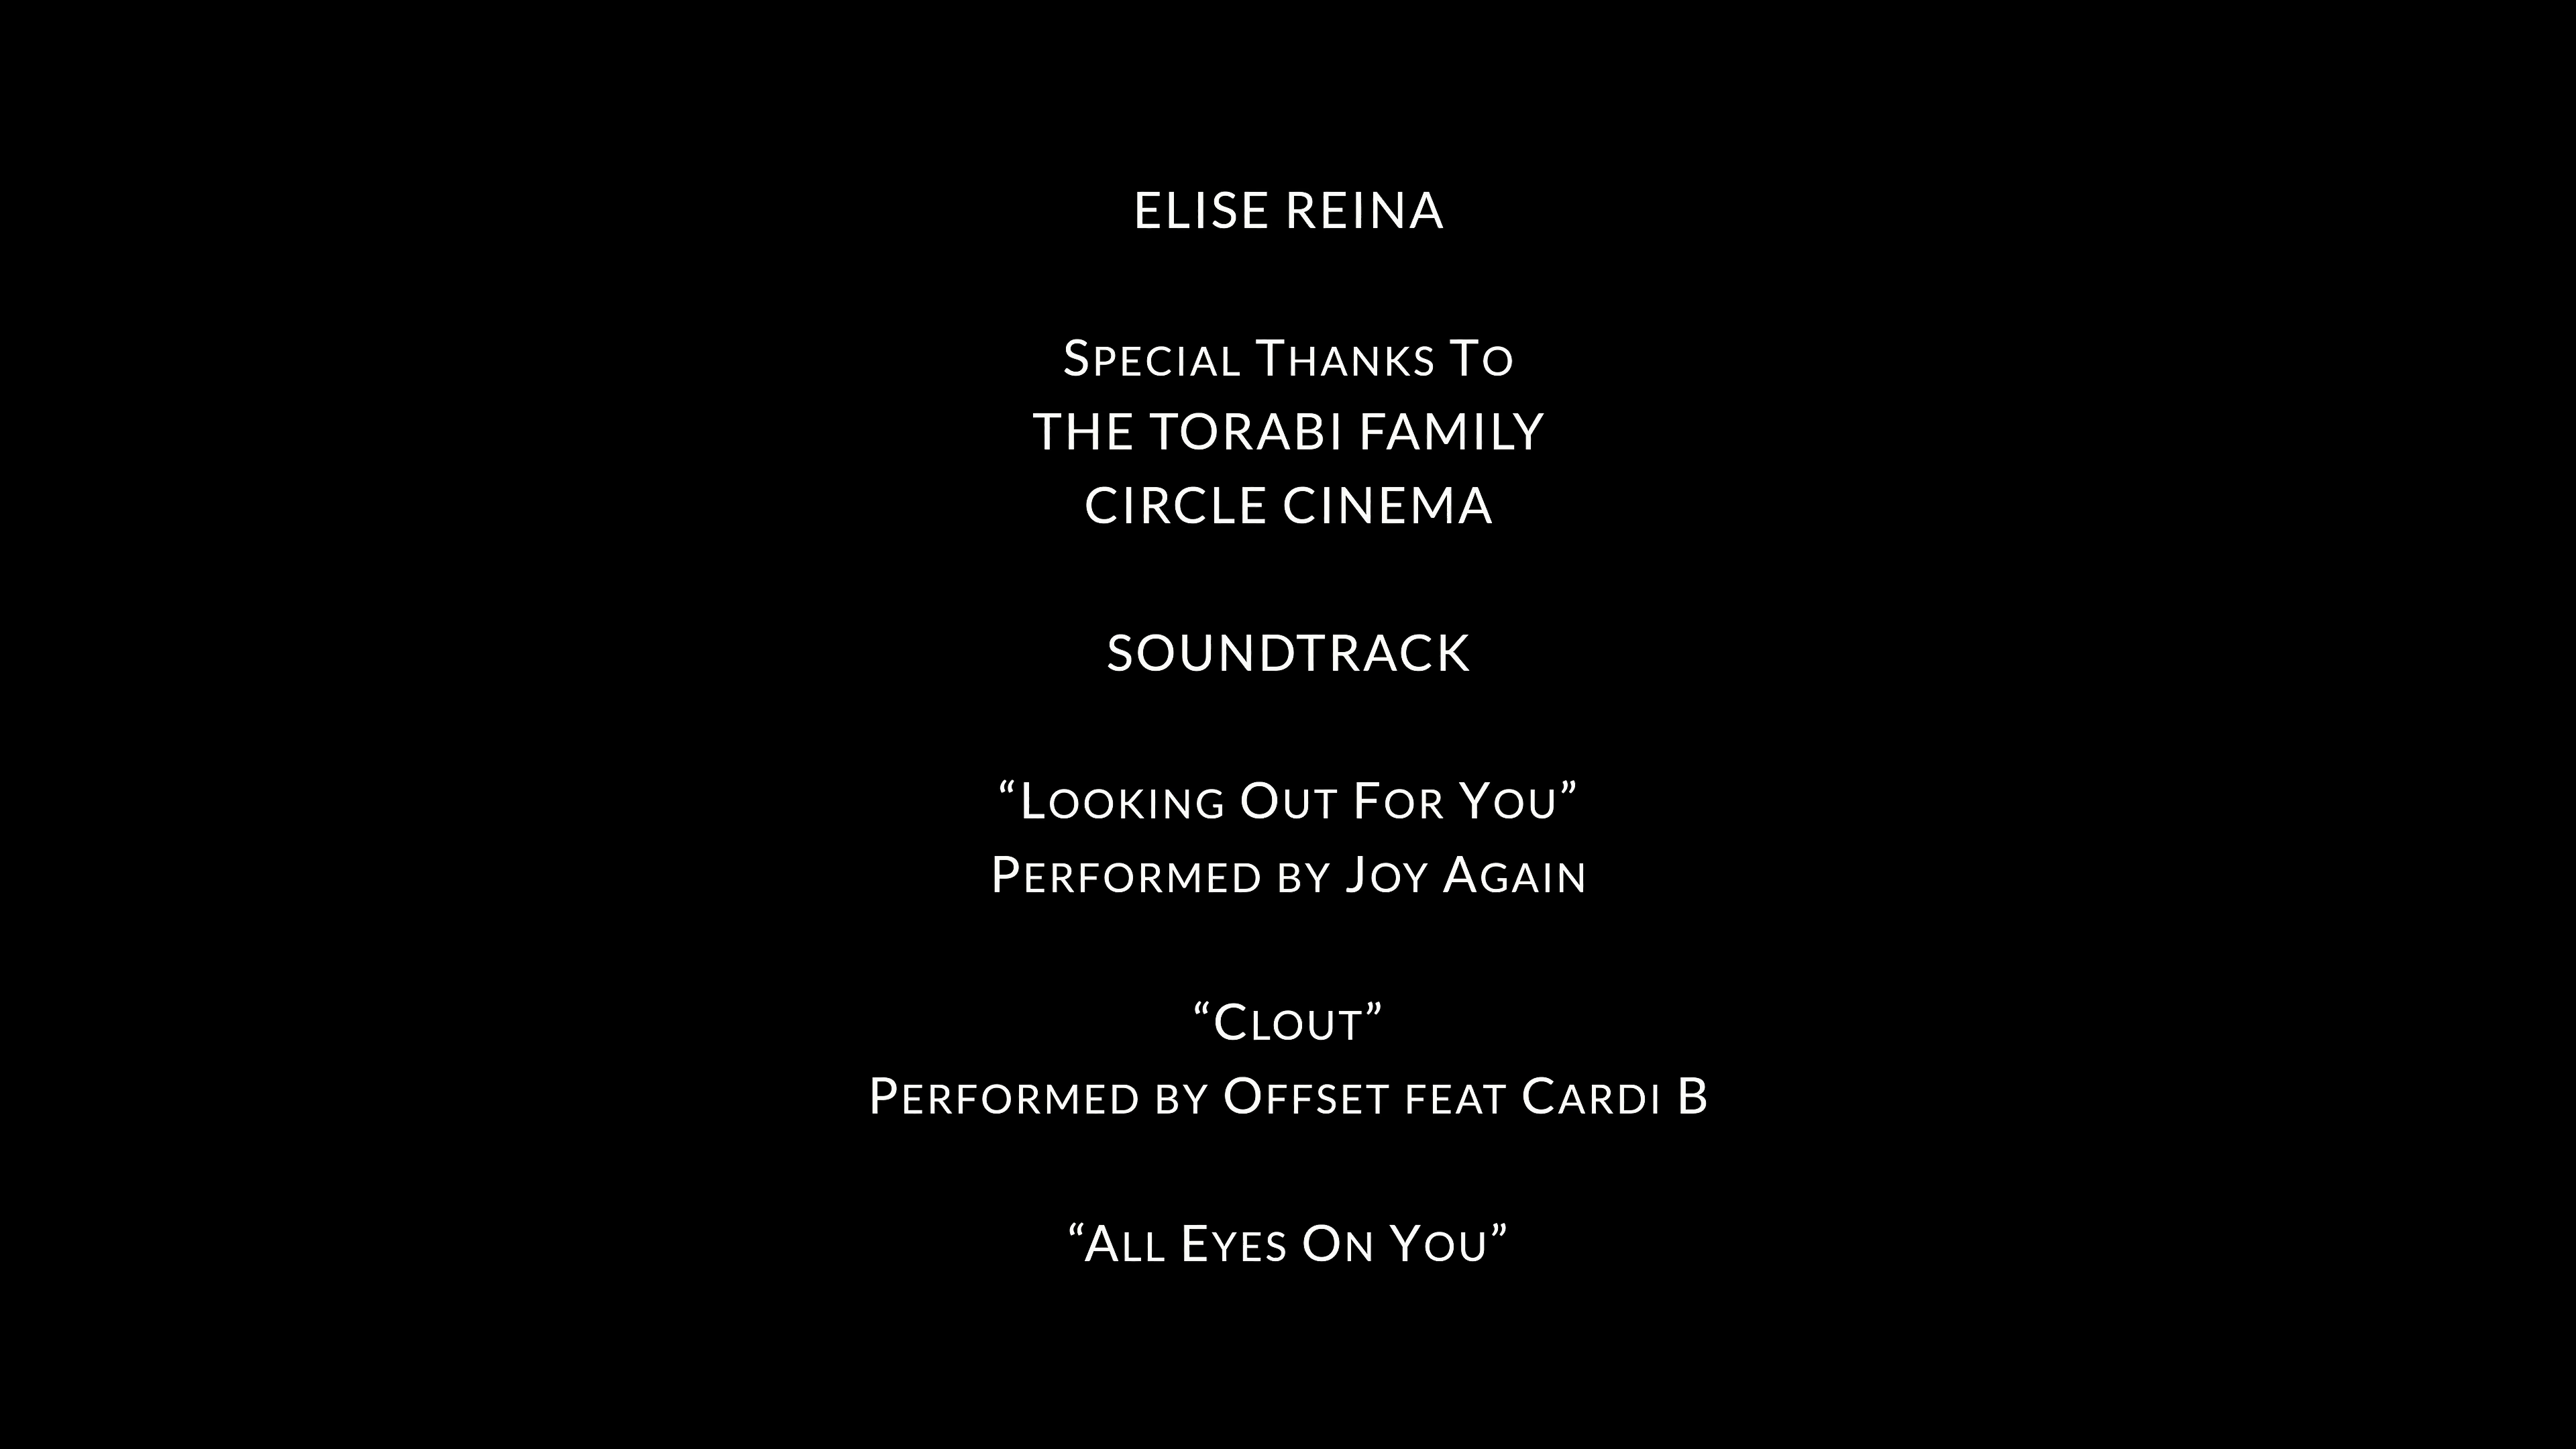 ELISE REINA
Special Thanks To
THE TORABI FAMILY
CIRCLE CINEMA
SOUNDTRACK
“Looking Out For You”
Performed by Joy Again
“Clout”
Performed by Offset feat Cardi B
“All Eyes On You”